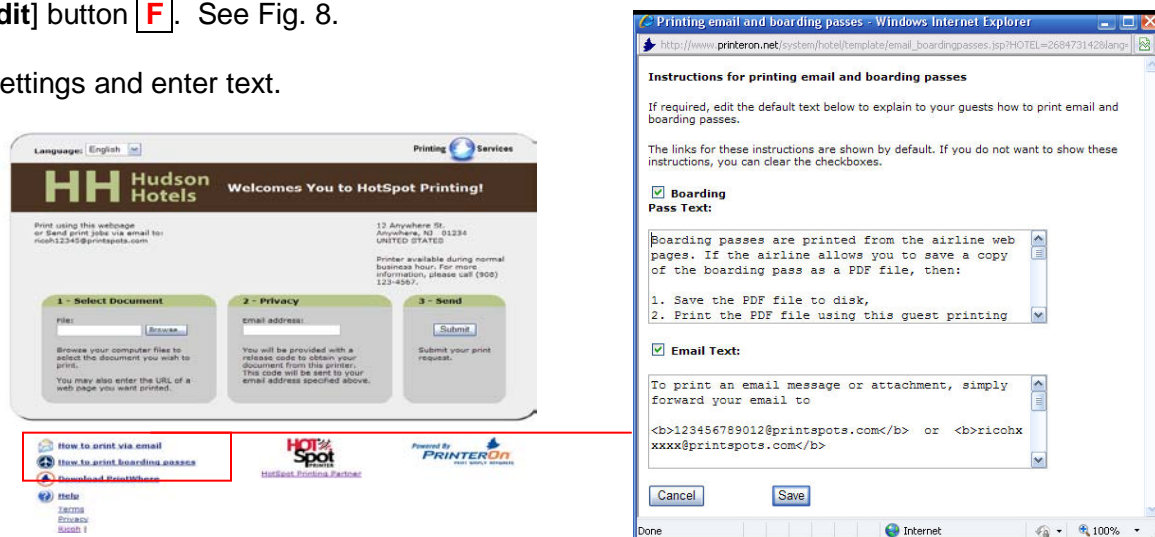 dit] button F. See Fig. 8.
ettings and enter text.
Language: English
Printing Services
HH Hudson Hotels
Welcomes You to HotSpot Printing!
Print using this webpage
or Send print jobs via email to:
ricoh12345@printspots.com
12 Anywhere St.
Anywhere, NJ 01234
UNITED STATES
Printer available during normal
business hour. For more
information, please call (908)
123-4567.
1 - Select Document
File:
Browse...
Browse your computer files to
select the document you wish to
print.
You may also enter the URL of a
web page you want printed.
2 - Privacy
Email address:
You will be provided with a
release code to obtain your
document from this printer.
This code will be sent to your
email address specified above.
3 - Send
Submit
Submit your print
request.
How to print via email
How to print boarding passes
Download PrintWhere
Help
Terms
Privacy
Ricoh |
HOT Spot PRINTER
HotSpot Printing Partner
Powered By
PRINTERON
PRINT SIMPLY ANYWHERE
Printing email and boarding passes - Windows Internet Explorer
http://www.printeron.net/system/hotel/template/email_boardingpasses.jsp?HOTEL=268473142&lang=
Instructions for printing email and boarding passes
If required, edit the default text below to explain to your guests how to print email and
boarding passes.
The links for these instructions are shown by default. If you do not want to show these
instructions, you can clear the checkboxes.
Boarding
Pass Text:
Boarding passes are printed from the airline web
pages. If the airline allows you to save a copy
of the boarding pass as a PDF file, then:
1. Save the PDF file to disk,
2. Print the PDF file using this guest printing
Email Text:
To print an email message or attachment, simply
forward your email to
<b>123456789012@printspots.com</b> or <b>ricohx
xxxx@printspots.com</b>
Cancel
Save
Done
Internet
100%